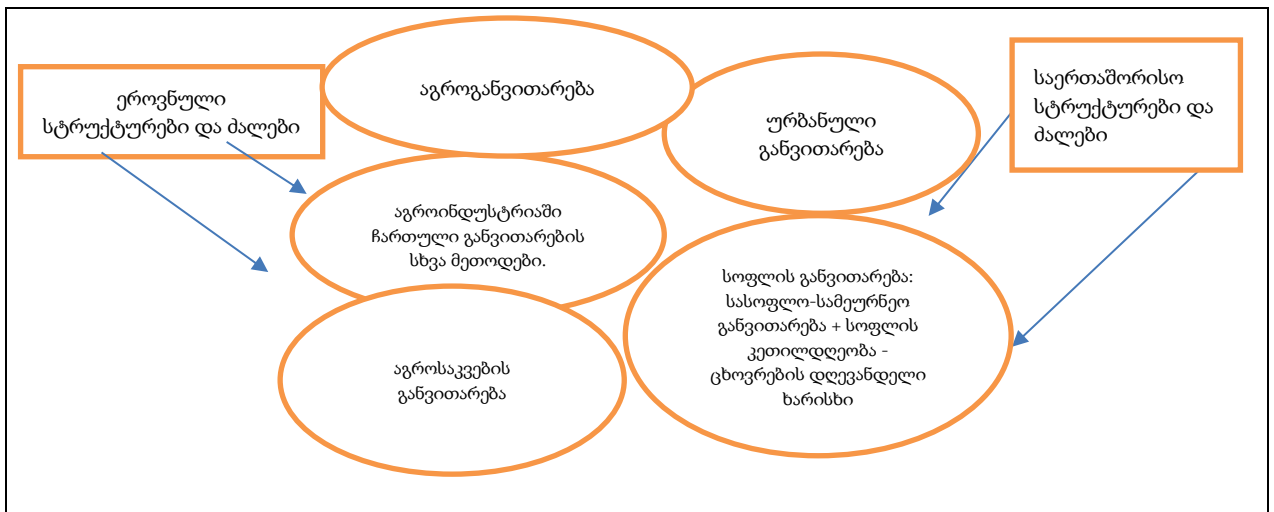 ეროვნული
სტრუქტურები და ძალები
აგროგანვითარება
ურბანული
განვითარება
საერთაშორისო
სტრუქტურები და
ძალები
აგროინდუსტრიაში
ჩართული განვითარების
სხვა მეთოდები.
სოფლის განვითარება:
სასოფლო-სამეურნეო
განვითარება + სოფლის
კეთილდღეობა -
ცხოვრების დღევანდელი
ხარისხი
აგროსაკვების
განვითარება